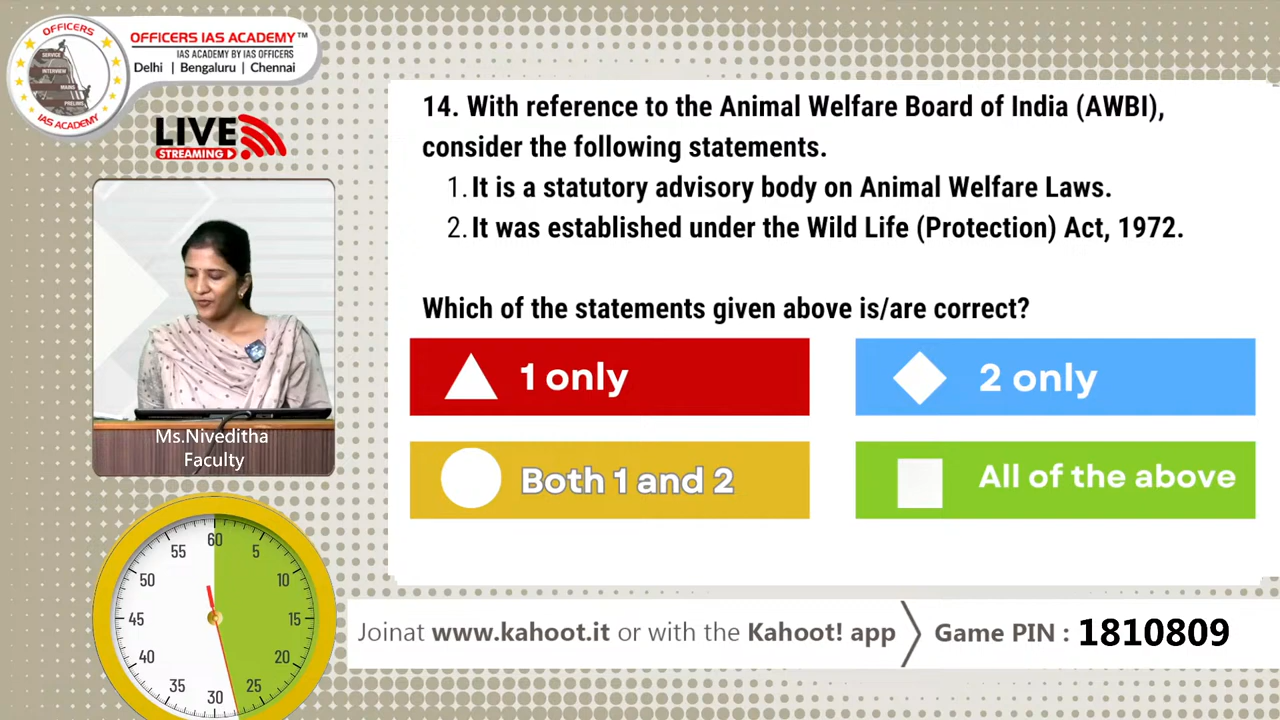 OFFICERS
SERVICE
INTERVIEW
MAINS
PRELIMS
IAS ACADEMY
OFFICERS IAS ACADEMY™
IAS ACADEMY BY IAS OFFICERS
Delhi | Bengaluru | Chennai
LIVE
STREAMING
14. With reference to the Animal Welfare Board of India (AWBI),
consider the following statements.
1. It is a statutory advisory body on Animal Welfare Laws.
2. It was established under the Wild Life (Protection) Act, 1972.
Which of the statements given above is/are correct?
1 only
2 only
Both 1 and 2
All of the above
Ms.Niveditha
Faculty
60
5
10
15
20
25
30
35
40
45
50
55
Joinat www.kahoot.it or with the Kahoot! app
Game PIN : 1810809